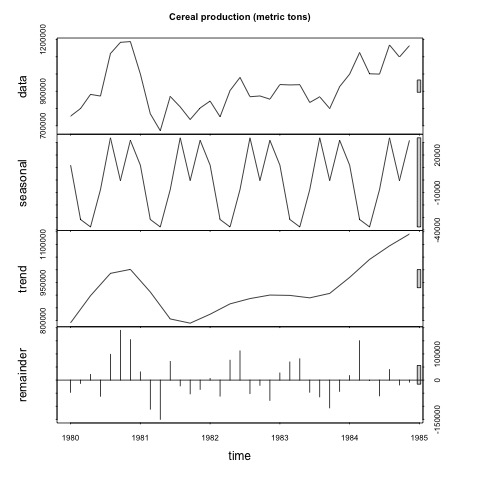 Cereal production (metric tons)
data
700000 900000 1200000
seasonal
-40000 -10000 20000
trend
800000 950000 1100000
remainder
-150000 0 100000
1980 1981 1982 1983 1984 1985
time